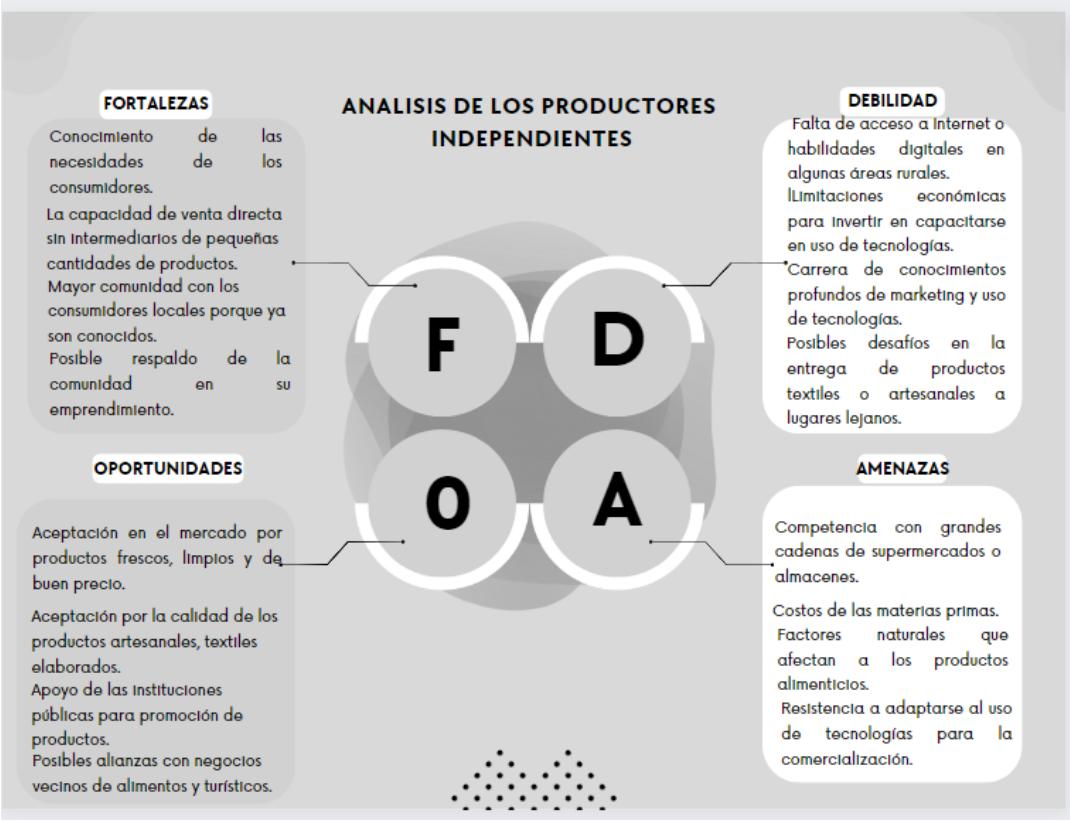 ANALISIS DE LOS PRODUCTORES
INDEPENDIENTES
FORTALEZAS
Conocimiento de las
necesidades de los
consumidores.
La capacidad de venta directa
sin intermediarios de pequeñas
cantidades de productos.
Mayor comunidad con los
consumidores locales porque ya
son conocidos.
Posible respaldo de la
comunidad en su
emprendimiento.
DEBILIDAD
Falta de acceso a Internet o
habilidades digitales en
algunas áreas rurales.
lLimitaciones económicas
para invertir en capacitarse
en uso de tecnologías.
Carrera de conocimientos
profundos de marketing y uso
de tecnologías.
Posibles desafíos en la
entrega de productos
textiles o artesanales a
lugares lejanos.
F
D
O
A
OPORTUNIDADES
Aceptación en el mercado por
productos frescos, limpios y de
buen precio.
Aceptación por la calidad de los
productos artesanales, textiles
elaborados.
Apoyo de las instituciones
públicas para promoción de
productos.
Posibles alianzas con negocios
vecinos de alimentos y turísticos.
AMENAZAS
Competencia con grandes
cadenas de supermercados o
almacenes.
Costos de las materias primas.
Factores naturales que
afectan a los productos
alimenticios.
Resistencia a adaptarse al uso
de tecnologías para la
comercialización.